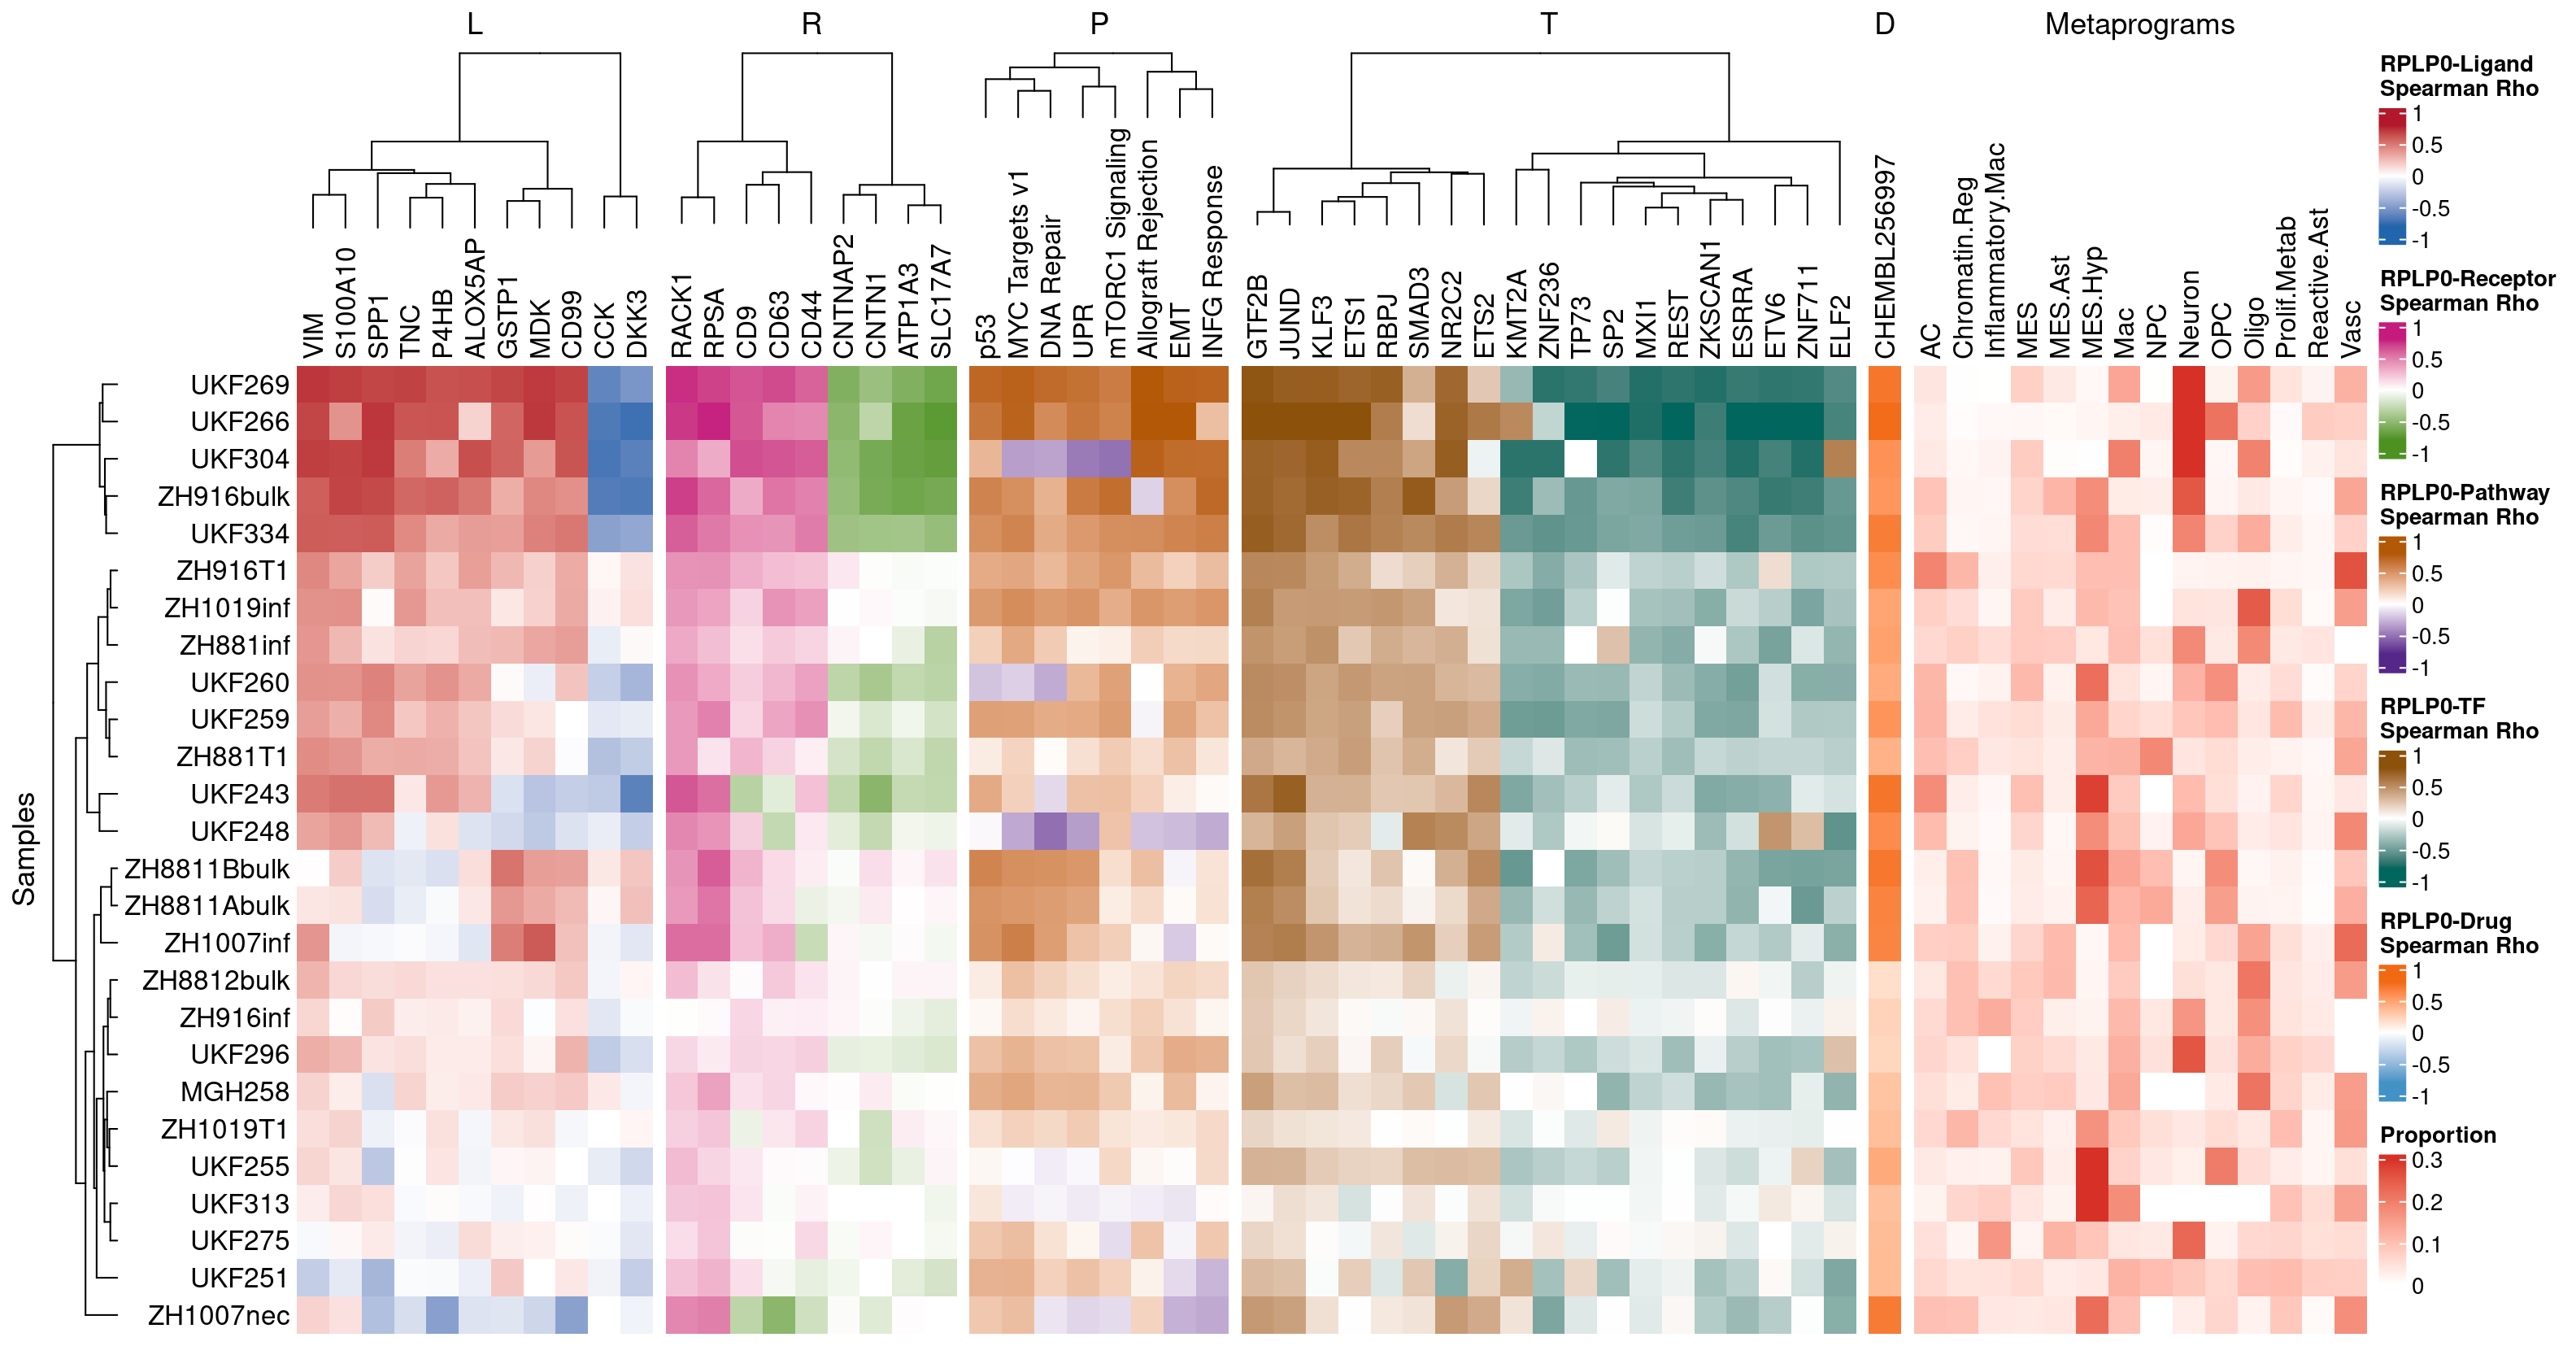 L
R
P
T
D
Metaprograms
VIM
S100A10
SPP1
TNC
P4HB
ALOX5AP
GSTP1
MDK
CD99
CCK
DKK3
RACK1
RPSA
CD9
CD63
CD44
CNTNAP2
CNTN1
ATP1A3
SLC17A7
p53
MYC Targets v1
DNA Repair
UPR
mTORC1 Signaling
Allograft Rejection
EMT
INFG Response
GTF2B
JUND
KLF3
ETS1
RBPJ
SMAD3
NR2C2
ETS2
KMT2A
ZNF236
TP73
SP2
MXI1
REST
ZKSCAN1
ESRRA
ETV6
ZNF711
ELF2
CHEMBL256997
AC
Chromatin.Reg
Inflammatory.Mac
MES
MES.Ast
MES.Hyp
Mac
NPC
Neuron
OPC
Oligo
Prolif.Metab
Reactive.Ast
Vasc
Samples
UKF269
UKF266
UKF304
ZH916bulk
UKF334
ZH916T1
ZH1019inf
ZH881inf
UKF260
UKF259
ZH881T1
UKF243
UKF248
ZH8811Bbulk
ZH8811Abulk
ZH1007inf
ZH8812bulk
ZH916inf
UKF296
MGH258
ZH1019T1
UKF255
UKF313
UKF275
UKF251
ZH1007nec
RPLP0-Ligand
Spearman Rho
1
0.5
0
-0.5
-1
RPLP0-Receptor
Spearman Rho
1
0.5
0
-0.5
-1
RPLP0-Pathway
Spearman Rho
1
0.5
0
-0.5
-1
RPLP0-TF
Spearman Rho
1
0.5
0
-0.5
-1
RPLP0-Drug
Spearman Rho
1
0.5
0
-0.5
-1
Proportion
0.3
0.2
0.1
0